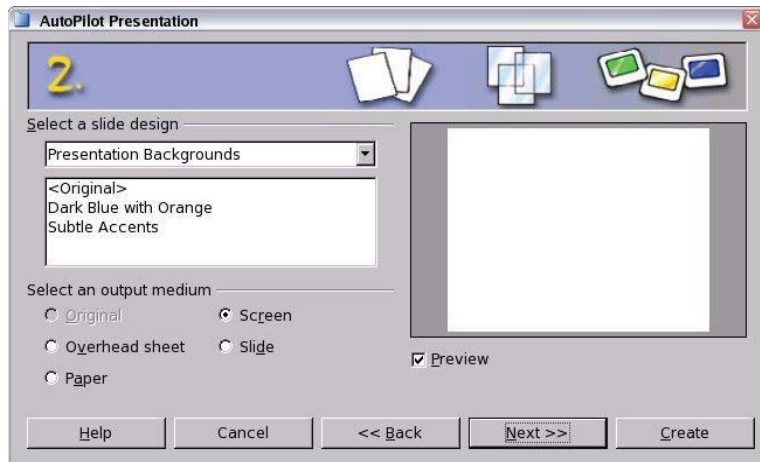 AutoPilot Presentation
2.
Select a slide design
Presentation Backgrounds
<Original>
Dark Blue with Orange
Subtle Accents
Select an output medium
Original
Screen
Overhead sheet
Slide
Paper
Preview
Help
Cancel
<< Back
Next >>
Create